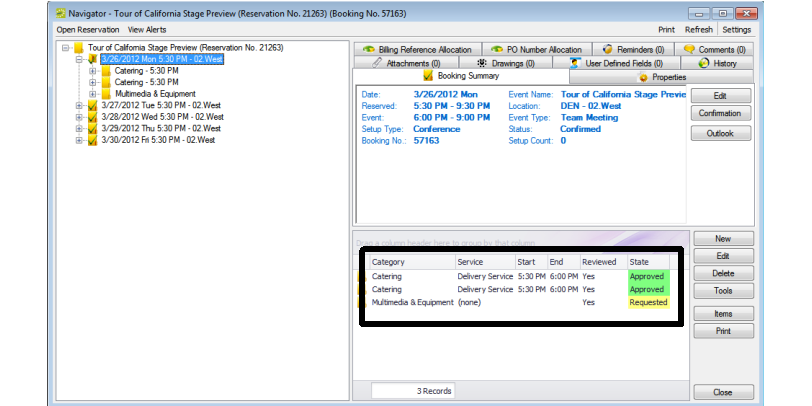 Navigator - Tour of California Stage Preview (Reservation No. 21263) (Booking No. 57163)
Open Reservation View Alerts Print Refresh Settings
Tour of California Stage Preview (Reservation No. 21263)
3/26/2012 Mon 5:30 PM - 02.West
Catering - 5:30 PM
Catering - 5:30 PM
Multimedia & Equipment
3/27/2012 Tue 5:30 PM - 02.West
3/28/2012 Wed 5:30 PM - 02.West
3/29/2012 Thu 5:30 PM - 02.West
3/30/2012 Fri 5:30 PM - 02.West
Billing Reference Allocation PO Number Allocation Reminders (0) Comments (0)
Attachments (0) Drawings (0) User Defined Fields (0) History
Booking Summary Properties
Date: 3/26/2012 Mon Event Name: Tour of California Stage Previe
Reserved: 5:30 PM - 9:30 PM Location: DEN - 02.West
Event: 6:00 PM - 9:00 PM Event Type: Team Meeting
Setup Type: Conference Status: Confirmed
Booking No.: 57163 Setup Count: 0
Edit
Confirmation
Outlook
Drag a column header here to group by that column
Category Service Start End Reviewed State
Catering Delivery Service 5:30 PM 6:00 PM Yes Approved
Catering Delivery Service 5:30 PM 6:00 PM Yes Approved
Multimedia & Equipment (none) Yes Requested
3 Records
New
Edit
Delete
Tools
Items
Print
Close